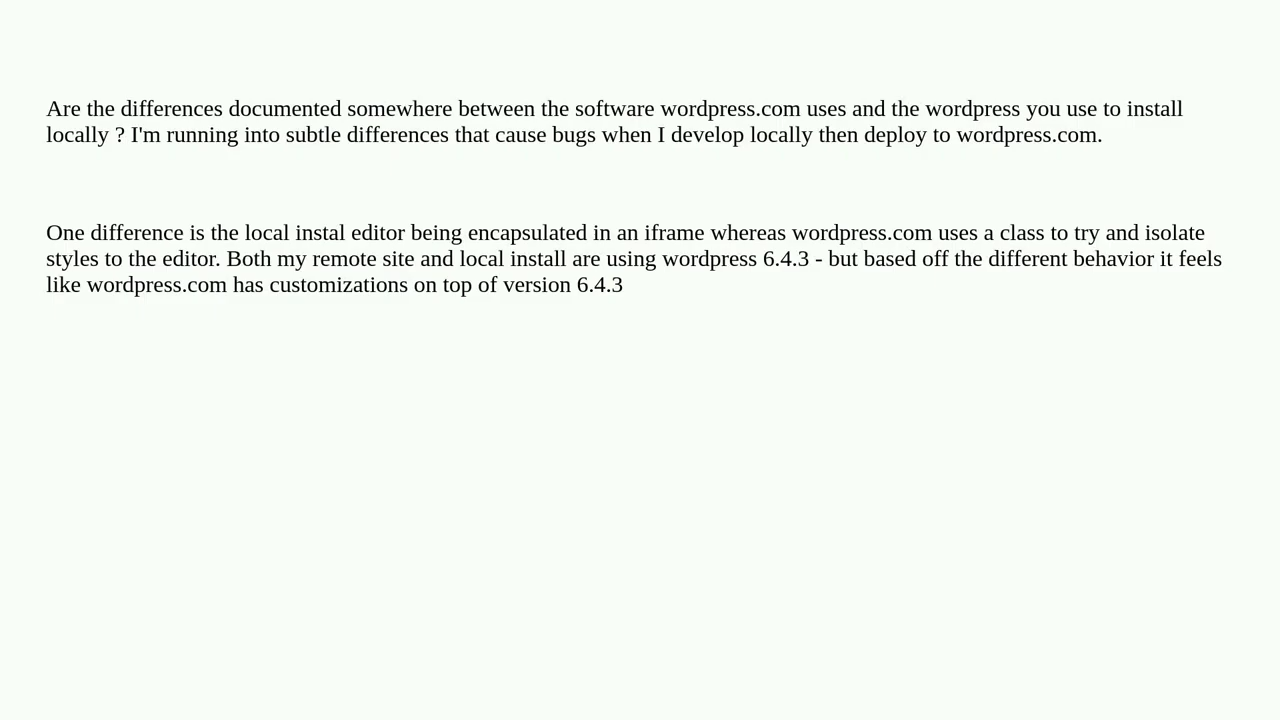 Are the differences documented somewhere between the software wordpress.com uses and the wordpress you use to install
locally ? I'm running into subtle differences that cause bugs when I develop locally then deploy to wordpress.com.
One difference is the local instal editor being encapsulated in an iframe whereas wordpress.com uses a class to try and isolate
styles to the editor. Both my remote site and local install are using wordpress 6.4.3 - but based off the different behavior it feels
like wordpress.com has customizations on top of version 6.4.3